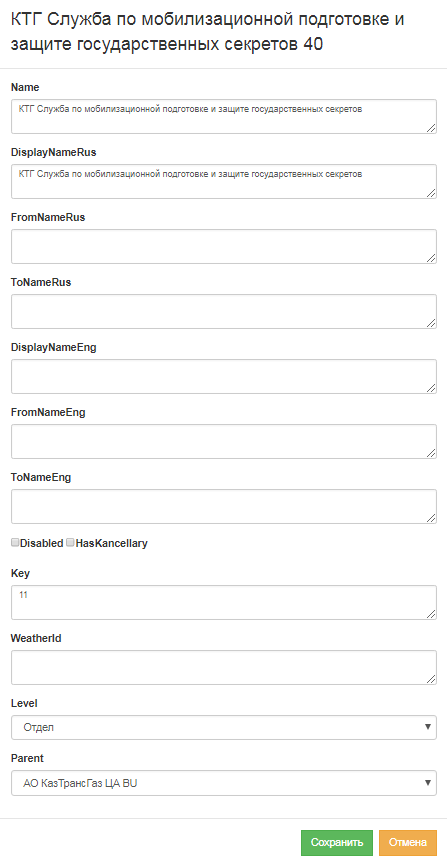 КТГ Служба по мобилизационной подготовке и
защите государственных секретов 40
Name
КТГ Служба по мобилизационной подготовке и защите государственных секретов
DisplayNameRus
КТГ Служба по мобилизационной подготовке и защите государственных секретов
FromNameRus
ToNameRus
DisplayNameEng
FromNameEng
ToNameEng
Disabled HasKancellary
Key
11
WeatherId
Level
Отдел
Parent
АО КазТрансГаз ЦА BU
Сохранить Отмена